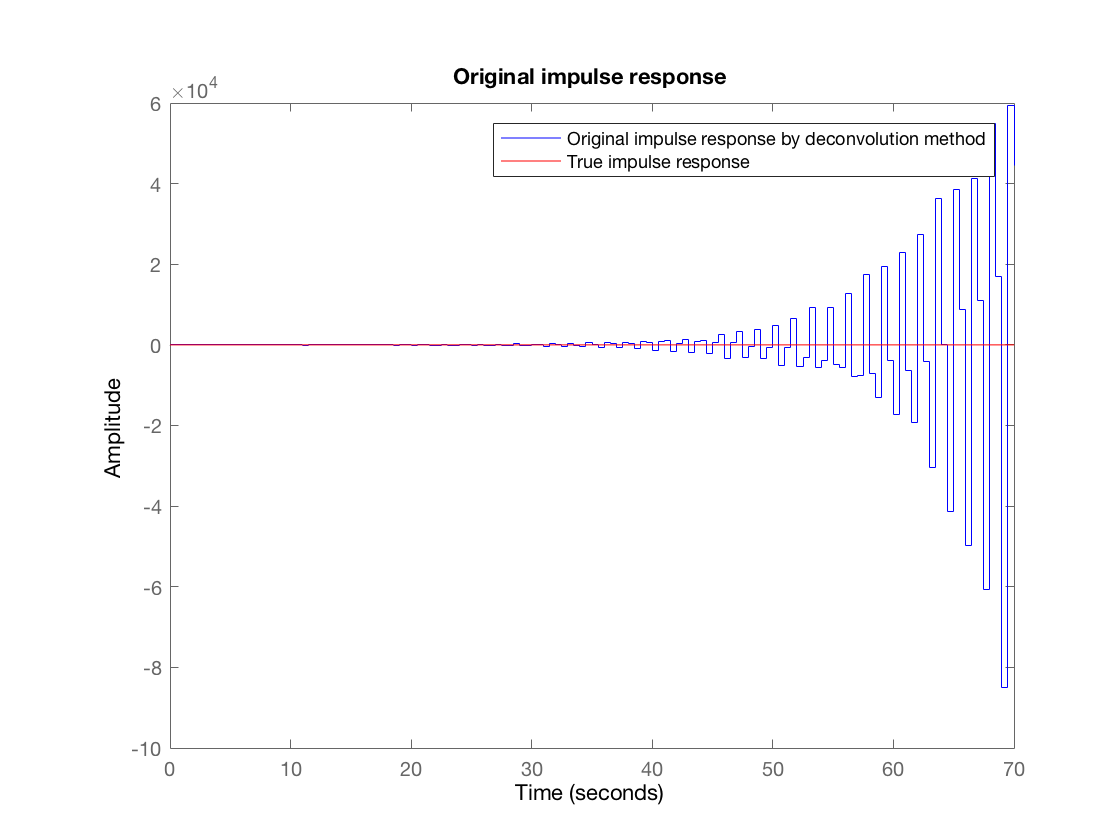 Original impulse response
×10^4
Original impulse response by deconvolution method
True impulse response
6
4
2
0
-2
-4
-6
-8
-10
Amplitude
0 10 20 30 40 50 60 70
Time (seconds)